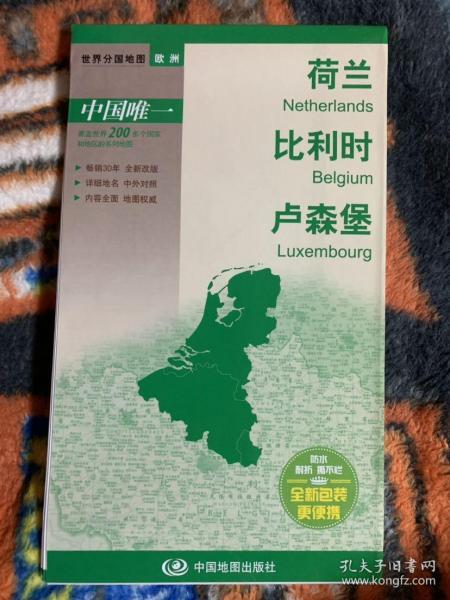 世界分国地图 欧洲
中国唯一
覆盖世界200多个国家
和地区的系列地图
▶ 畅销30年 全新改版
▶ 详细地名 中外对照
▶ 内容全面 地图权威
荷兰
Netherlands
比利时
Belgium
卢森堡
Luxembourg
防水
耐折 撕不烂
全新包装
更便携
中国地图出版社
孔夫子旧书网
www.kongfz.com